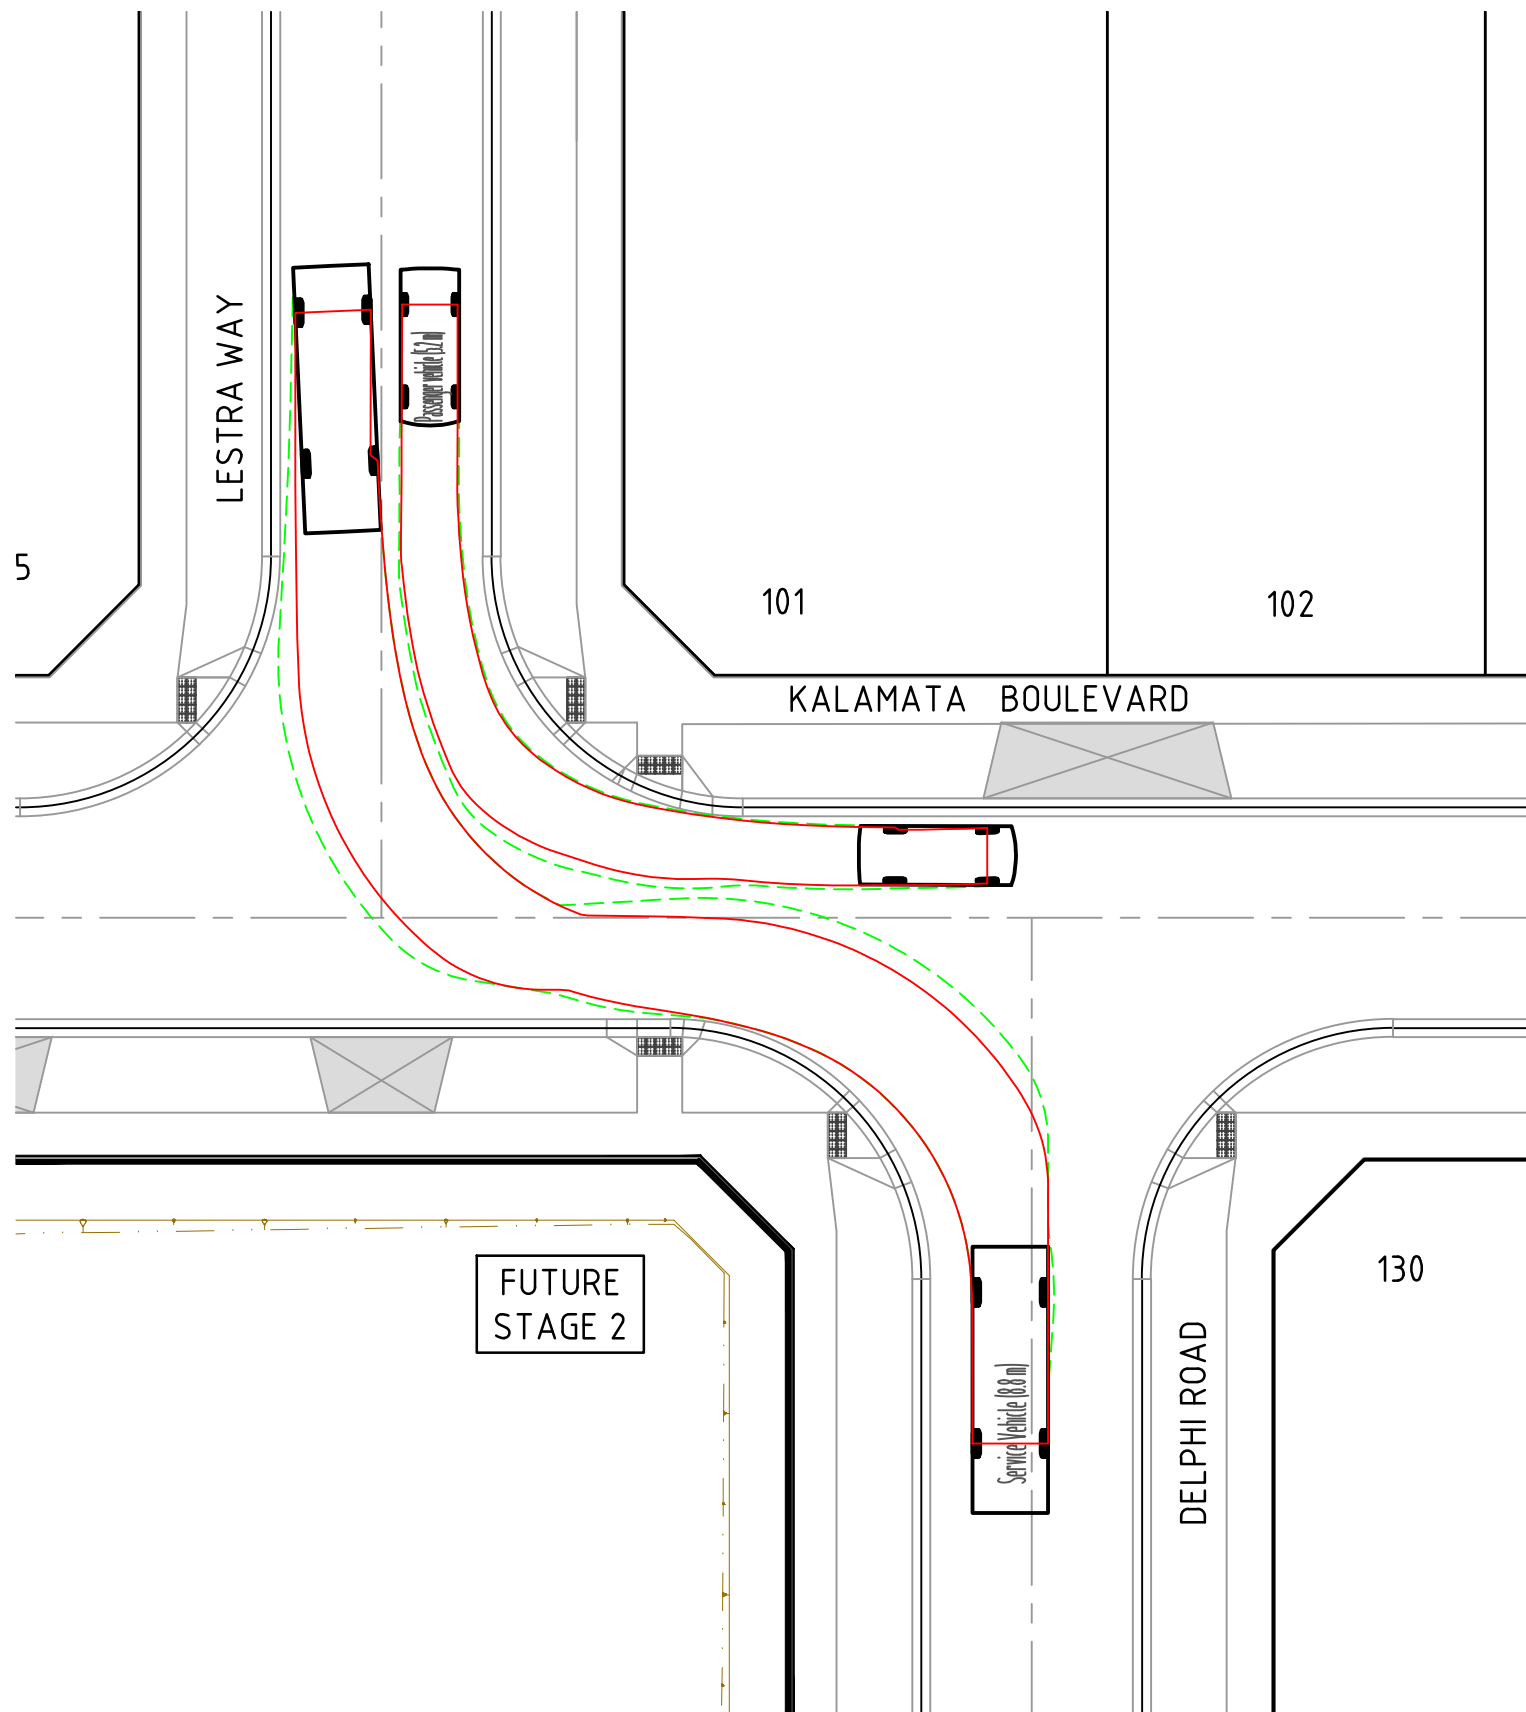 LESTRA WAY
Passenger vehicle (5.2 m)
5
101
102
KALAMATA BOULEVARD
FUTURE
STAGE 2
130
Service Vehicle (8.8 m)
DELPHI ROAD